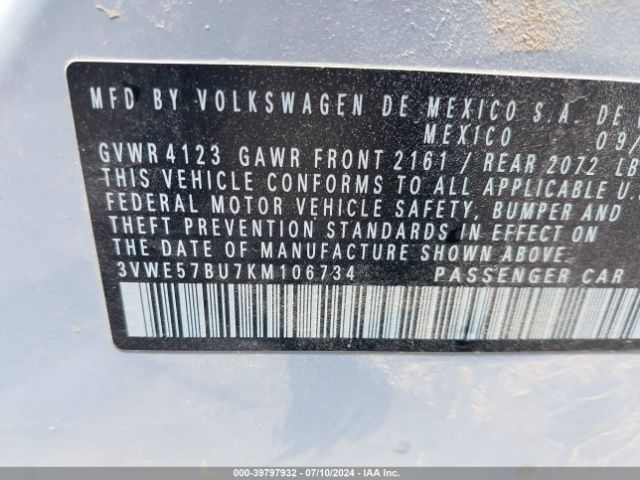 MFD BY VOLKSWAGEN DE MEXICO S.A. DE
MEXICO 09/
GVWR 4123 GAWR FRONT 2161 / REAR 2072 LB
THIS VEHICLE CONFORMS TO ALL APPLICABLE U.
FEDERAL MOTOR VEHICLE SAFETY, BUMPER AND
THEFT PREVENTION STANDARDS IN EFFECT ON
THE DATE OF MANUFACTURE SHOWN ABOVE.
3VWE57BU7KM106734 PASSENGER CAR
000-39797932 - 07/10/2024 - IAAI.com